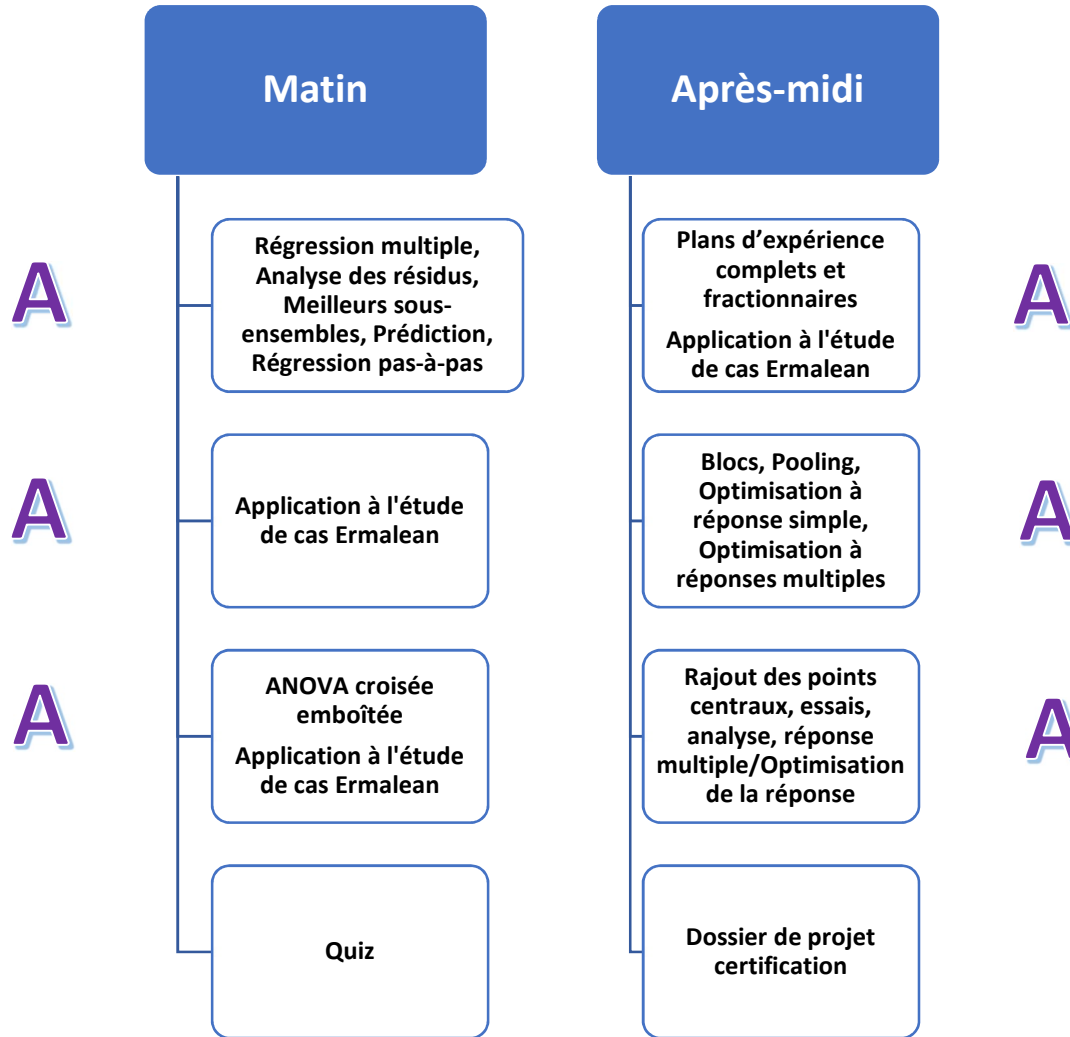 Matin
Régression multiple,
Analyse des résidus,
Meilleurs sous-
ensembles, Prédiction,
Régression pas-à-pas
A
Application à l'étude
de cas Ermalean
A
ANOVA croisée
emboîtée
Application à l'étude
de cas Ermalean
A
Quiz
Après-midi
Plans d’expérience
complets et
fractionnaires
Application à l'étude
de cas Ermalean
A
Blocs, Pooling,
Optimisation à
réponse simple,
Optimisation à
réponses multiples
A
Rajout des points
centraux, essais,
analyse, réponse
multiple/Optimisation
de la réponse
A
Dossier de projet
certification